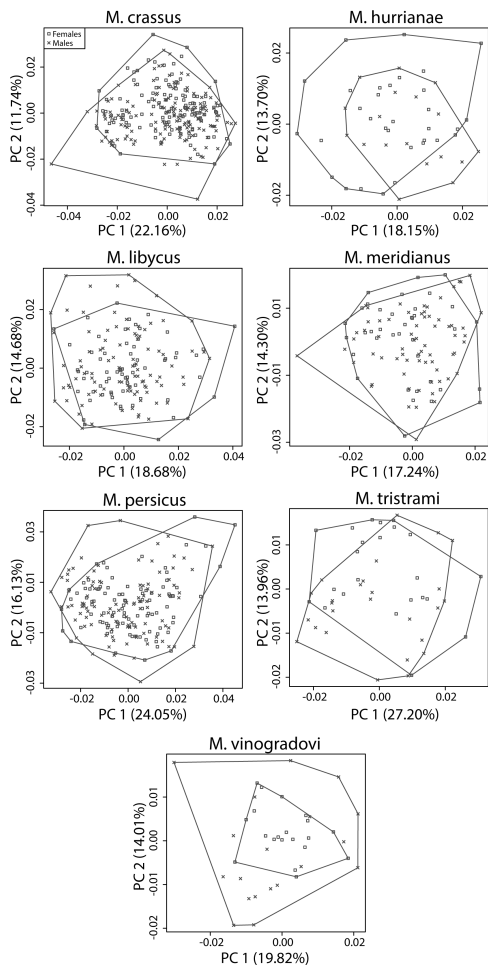 M. crassus
Females
Males
PC 2 (11.74%)
0.02
0.00
-0.02
-0.04
-0.04
-0.02
0.00
0.02
PC 1 (22.16%)
M. hurrianae
PC 2 (13.70%)
0.02
0.00
-0.02
-0.02
0.00
0.02
PC 1 (18.15%)
M. libycus
PC 2 (14.68%)
0.02
0.00
-0.02
-0.02
0.00
0.02
0.04
PC 1 (18.68%)
M. meridianus
PC 2 (14.30%)
0.01
-0.01
-0.03
-0.02
0.00
0.02
PC 1 (17.24%)
M. persicus
PC 2 (16.13%)
0.03
0.01
-0.01
-0.03
-0.02
0.00
0.02
0.04
PC 1 (24.05%)
M. tristrami
PC 2 (13.96%)
0.01
-0.00
-0.01
-0.02
-0.02
0.00
0.02
PC 1 (27.20%)
M. vinogradovi
PC 2 (14.01%)
0.01
0.00
-0.01
-0.02
-0.02
0.00
0.02
PC 1 (19.82%)